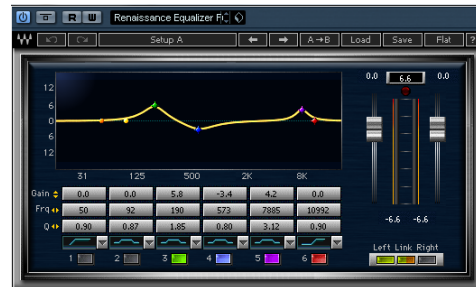 R W Renaissance Equalizer
Setup A A→B Load Save Flat ?
0.0 6.6 0.0
12
6
0
6
12
31 125 500 2K 8K
Gain 0.0 0.0 5.8 -3.4 4.2 0.0
Frq 50 92 190 573 7885 10992
Q 0.90 0.87 1.85 0.80 3.12 0.90
-6.6 -6.6
Left Link Right
1 2 3 4 5 6